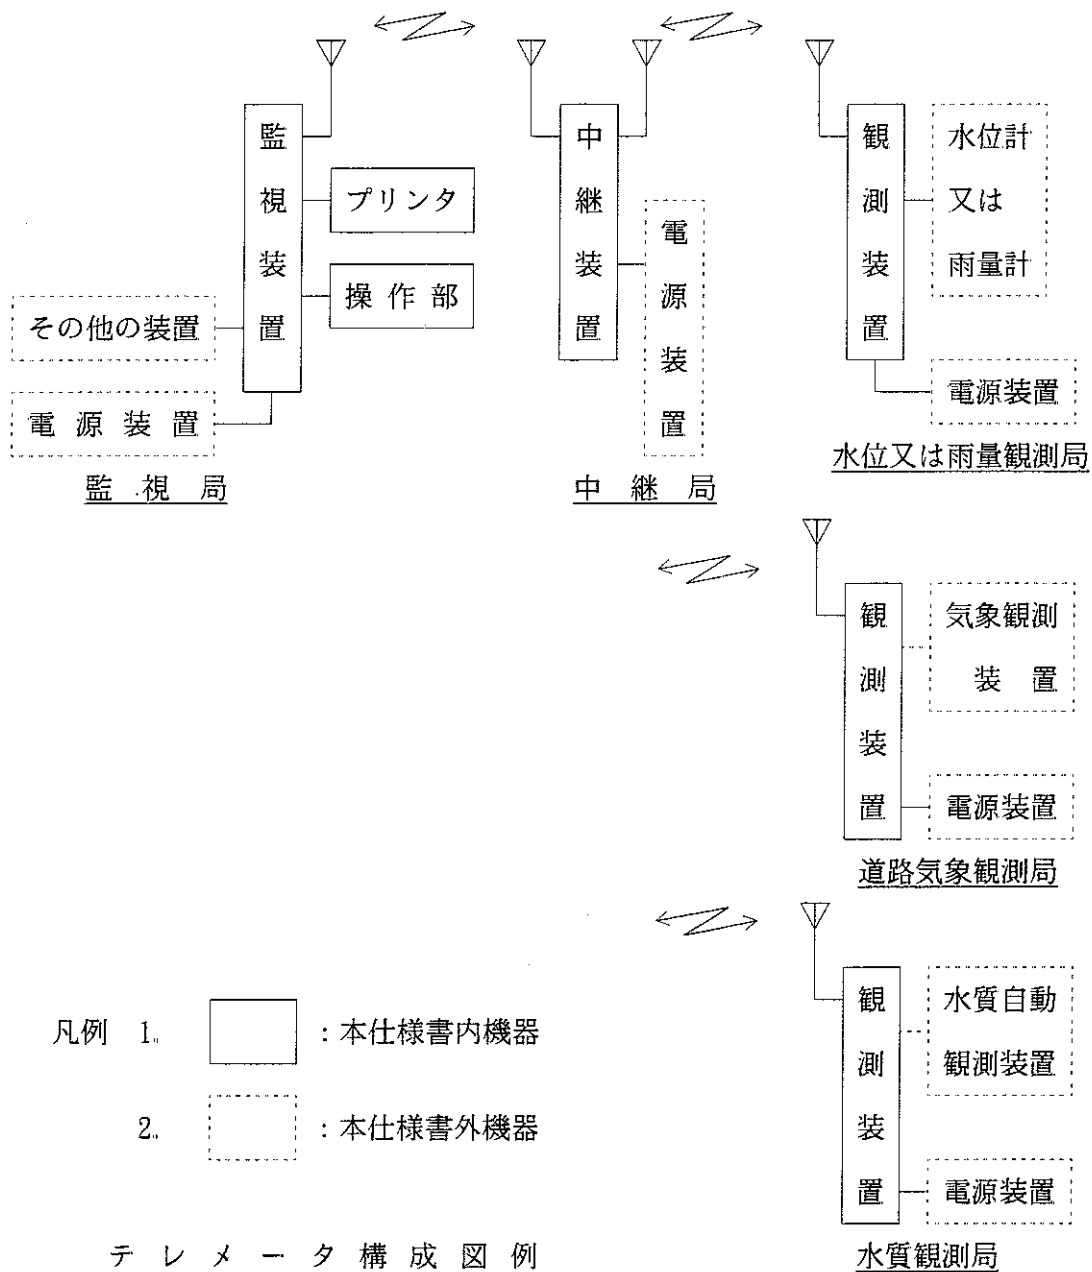 監視装置
プリンタ
操作部
その他の装置
電源装置
監視局
中継装置
電源装置
中継局
観測装置
水位計
又は
雨量計
電源装置
水位又は雨量観測局
観測装置
気象観測
装置
電源装置
道路気象観測局
観測装置
水質自動
観測装置
電源装置
水質観測局
凡例 1. :本仕様書内機器
2. :本仕様書外機器
テレメータ構成図例